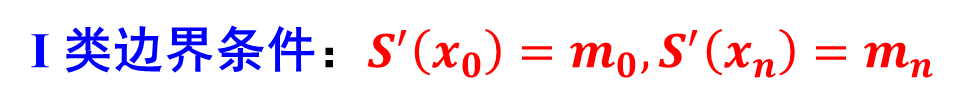 I 类边界条件：S′(x₀) = m₀, S′(xₙ) = mₙ